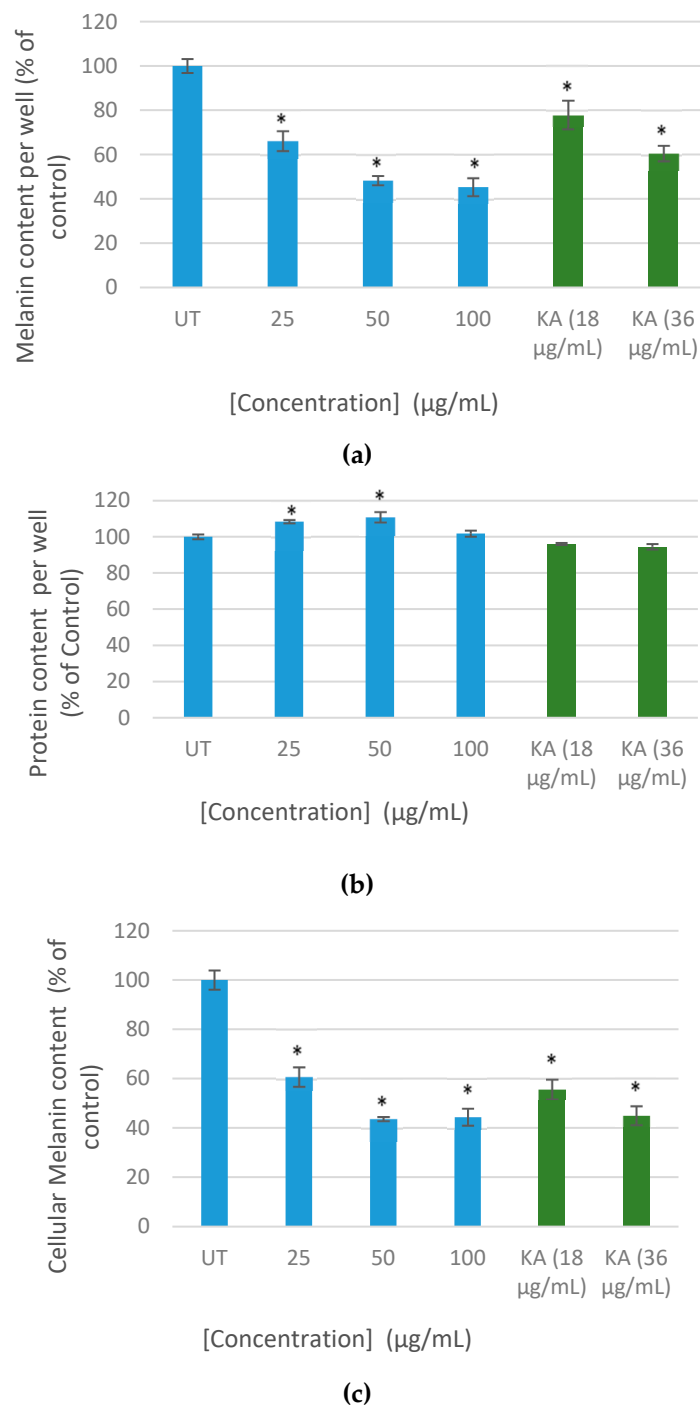 Melanin content per well (% of
control)
120
100
80
60
40
20
0
*
*
*
*
*
UT
25
50
100
KA (18
µg/mL)
KA (36
µg/mL)
[Concentration] (µg/mL)
(a)
Protein content per well
(% of Control)
120
100
80
60
40
20
0
*
*
UT
25
50
100
KA (18
µg/mL)
KA (36
µg/mL)
[Concentration] (µg/mL)
(b)
Cellular Melanin content (% of
control)
120
100
80
60
40
20
0
*
*
*
*
*
UT
25
50
100
KA (18
µg/mL)
KA (36
µg/mL)
[Concentration] (µg/mL)
(c)